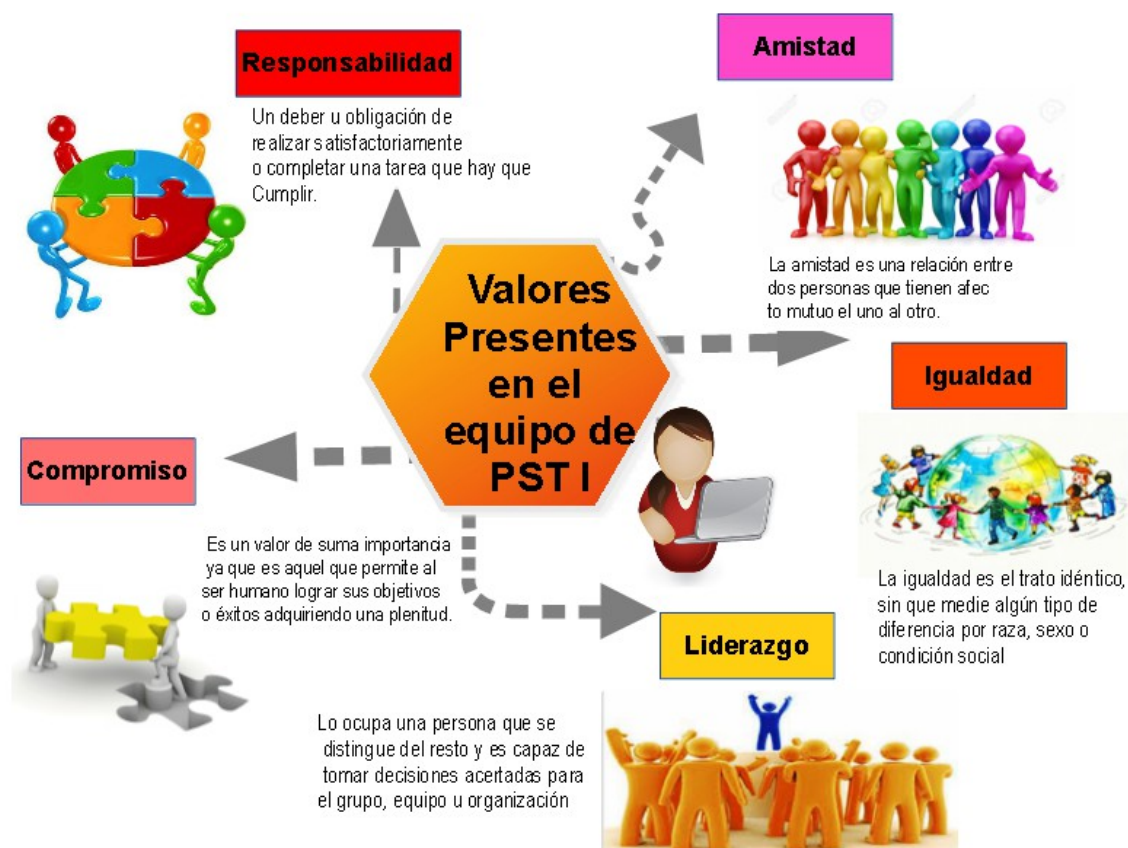 Responsabilidad
Un deber u obligación de
realizar satisfactoriamente
o completar una tarea que hay que
Cumplir.
Amistad
La amistad es una relación entre
dos personas que tienen afec
to mutuo el uno al otro.
Valores
Presentes
en el
equipo de
PST I
Igualdad
La igualdad es el trato idéntico,
sin que medie algún tipo de
diferencia por raza, sexo o
condición social
Compromiso
Es un valor de suma importancia
ya que es aquel que permite al
ser humano lograr sus objetivos
o éxitos adquiriendo una plenitud.
Liderazgo
Lo ocupa una persona que se
distingue del resto y es capaz de
tomar decisiones acertadas para
el grupo, equipo u organización